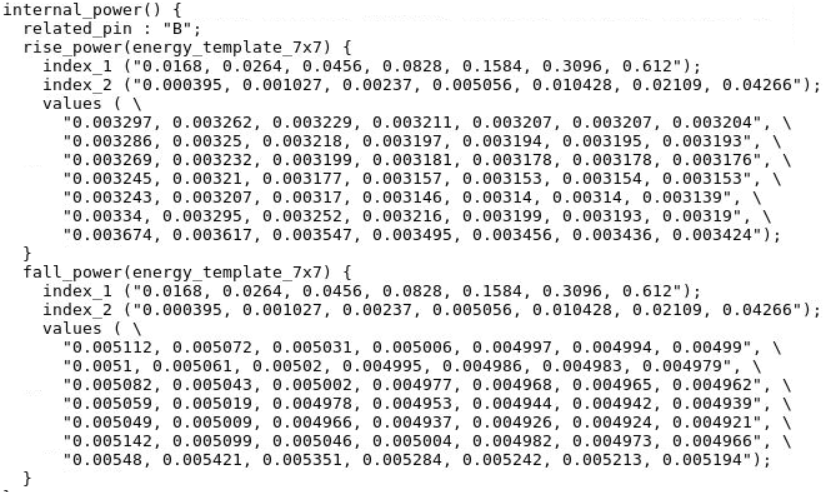 internal_power() {
related_pin : "B";
rise_power(energy_template_7x7) {
index_1 ("0.0168, 0.0264, 0.0456, 0.0828, 0.1584, 0.3096, 0.612");
index_2 ("0.000395, 0.001027, 0.00237, 0.005056, 0.010428, 0.02109, 0.04266");
values ( \
"0.003297, 0.003262, 0.003229, 0.003211, 0.003207, 0.003207, 0.003204", \
"0.003286, 0.00325, 0.003218, 0.003197, 0.003194, 0.003195, 0.003193", \
"0.003269, 0.003232, 0.003199, 0.003181, 0.003178, 0.003178, 0.003176", \
"0.003245, 0.00321, 0.003177, 0.003157, 0.003153, 0.003154, 0.003153", \
"0.003243, 0.003207, 0.00317, 0.003146, 0.00314, 0.00314, 0.003139", \
"0.00334, 0.003295, 0.003252, 0.003216, 0.003199, 0.003193, 0.00319", \
"0.003674, 0.003617, 0.003547, 0.003495, 0.003456, 0.003436, 0.003424");
}
fall_power(energy_template_7x7) {
index_1 ("0.0168, 0.0264, 0.0456, 0.0828, 0.1584, 0.3096, 0.612");
index_2 ("0.000395, 0.001027, 0.00237, 0.005056, 0.010428, 0.02109, 0.04266");
values ( \
"0.005112, 0.005072, 0.005031, 0.005006, 0.004997, 0.004994, 0.00499", \
"0.0051, 0.005061, 0.00502, 0.004995, 0.004986, 0.004983, 0.004979", \
"0.005082, 0.005043, 0.005002, 0.004977, 0.004968, 0.004965, 0.004962", \
"0.005059, 0.005019, 0.004978, 0.004953, 0.004944, 0.004942, 0.004939", \
"0.005049, 0.005009, 0.004966, 0.004937, 0.004926, 0.004924, 0.004921", \
"0.005142, 0.005099, 0.005046, 0.005004, 0.004982, 0.004973, 0.004966", \
"0.00548, 0.005421, 0.005351, 0.005284, 0.005242, 0.005213, 0.005194");
}